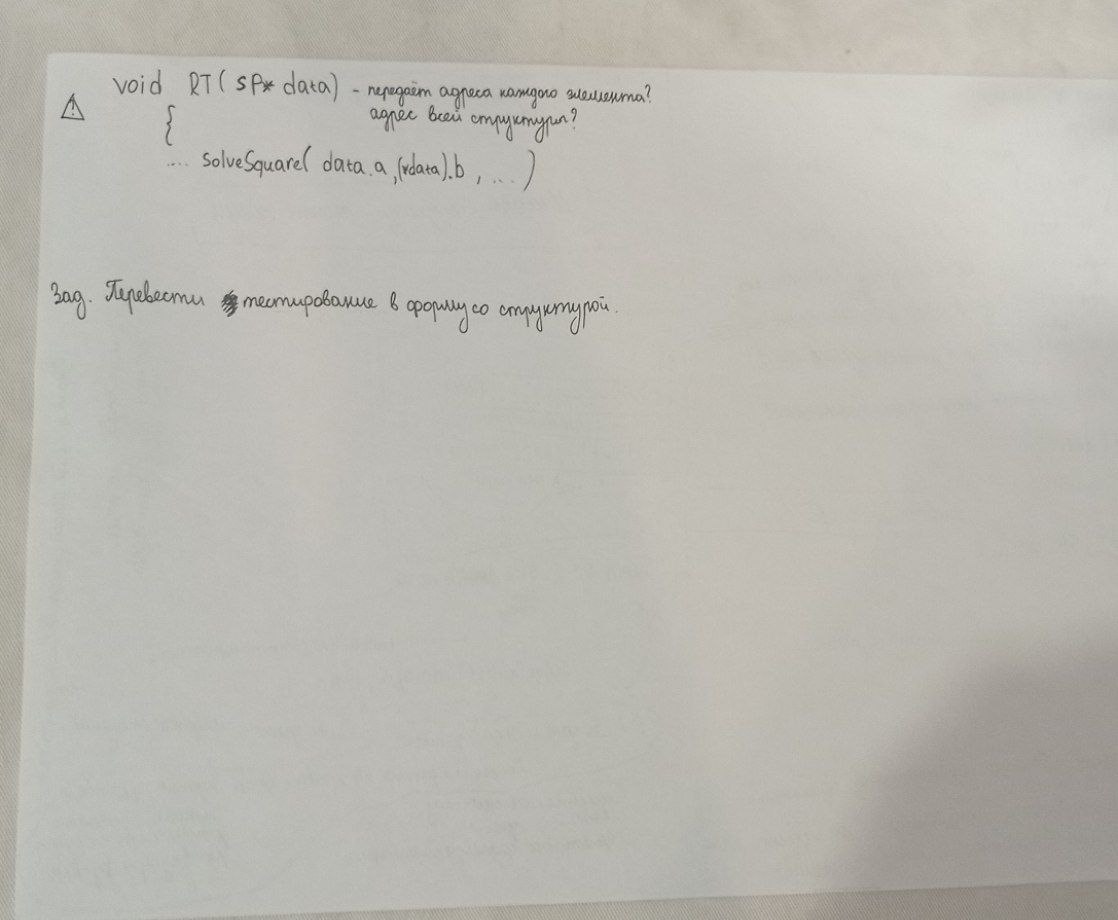 void RT(SP* data) - передаём адреса каждого элемента?
⚠ адрес всей структуры?
{
.... SolveSquare( data.a,(*data).b, ... )
Зад. Перевести тестирование в форму со структурой.